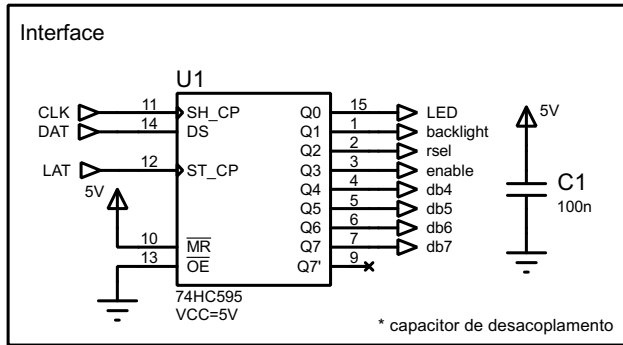 Interface
U1
CLK 11 SH_CP Q0 15 LED
DAT 14 DS Q1 1 backlight
Q2 2 rsel
LAT 12 ST_CP Q3 3 enable
Q4 4 db4
5V Q5 5 db5
Q6 6 db6
10 MR Q7 7 db7
13 OE Q7' 9
74HC595
VCC=5V
5V
C1
100n
* capacitor de desacoplamento